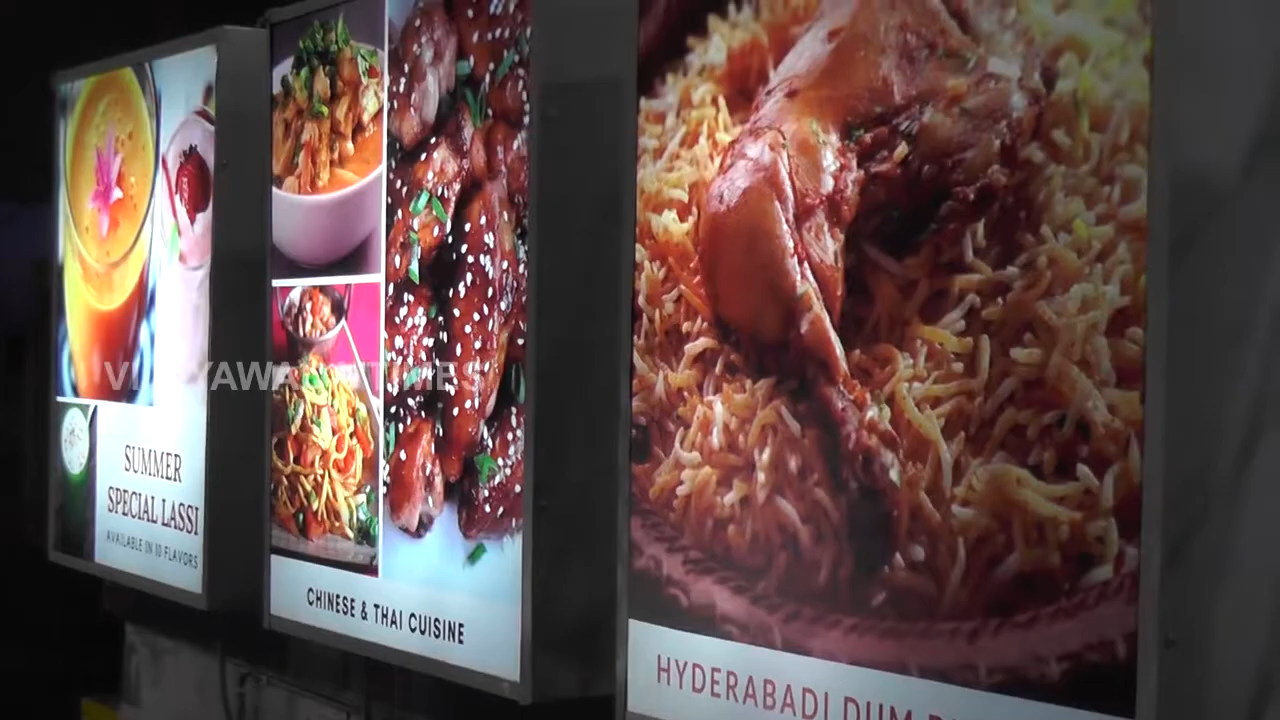 SUMMER
SPECIAL LASSI
AVAILABLE IN 10 FLAVORS
CHINESE & THAI CUISINE
HYDERABADI DUM